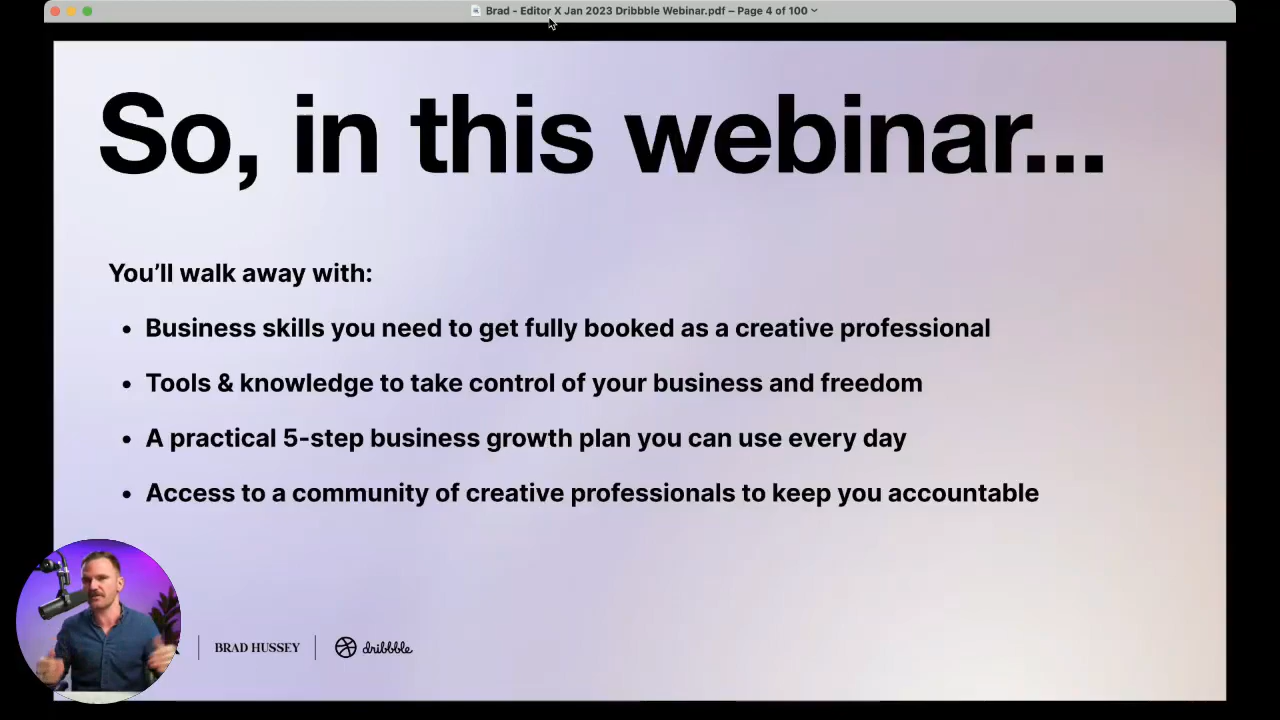 Brad - Editor X Jan 2023 Dribbble Webinar.pdf – Page 4 of 100
So, in this webinar...
You’ll walk away with:
• Business skills you need to get fully booked as a creative professional
• Tools & knowledge to take control of your business and freedom
• A practical 5-step business growth plan you can use every day
• Access to a community of creative professionals to keep you accountable
BRAD HUSSEY
dribbble